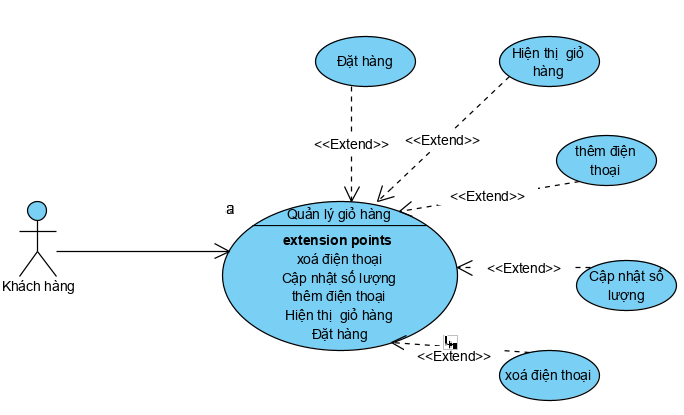 Đặt hàng
Hiện thị giỏ
hàng
<<Extend>>
<<Extend>>
thêm điện
thoại
<<Extend>>
a
Quản lý giỏ hàng
extension points
xoá điện thoại
Cập nhật số lượng
thêm điện thoại
Hiện thị giỏ hàng
Đặt hàng
Khách hàng
<<Extend>>
Cập nhật số
lượng
<<Extend>>
xoá điện thoại